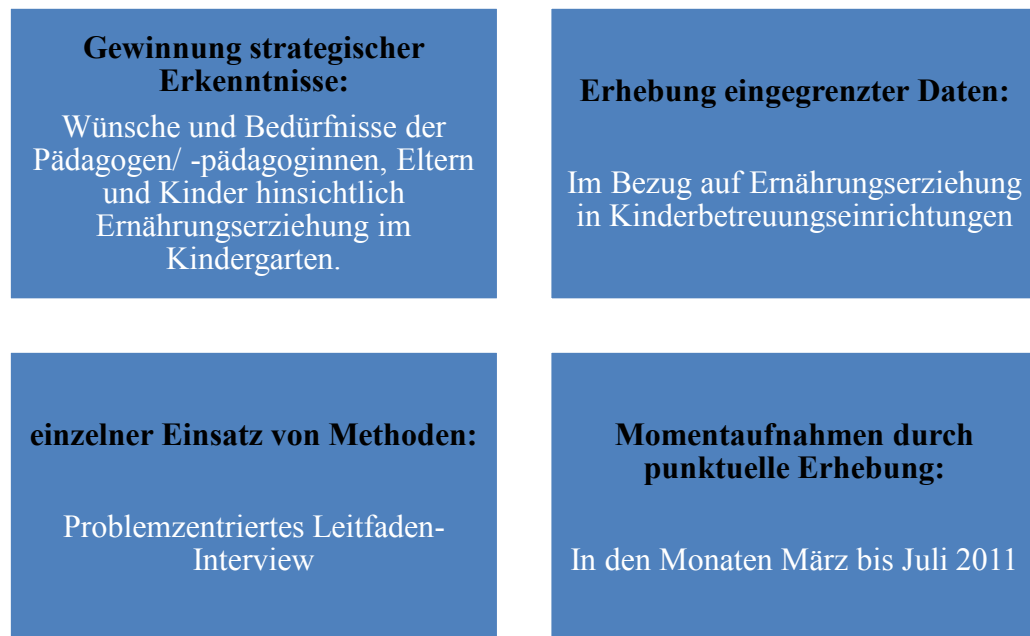 Gewinnung strategischer
Erkenntnisse:
Wünsche und Bedürfnisse der
Pädagogen/ -pädagoginnen, Eltern
und Kinder hinsichtlich
Ernährungserziehung im
Kindergarten.
Erhebung eingegrenzter Daten:
Im Bezug auf Ernährungserziehung
in Kinderbetreuungseinrichtungen
einzelner Einsatz von Methoden:
Problemzentriertes Leitfaden-
Interview
Momentaufnahmen durch
punktuelle Erhebung:
In den Monaten März bis Juli 2011